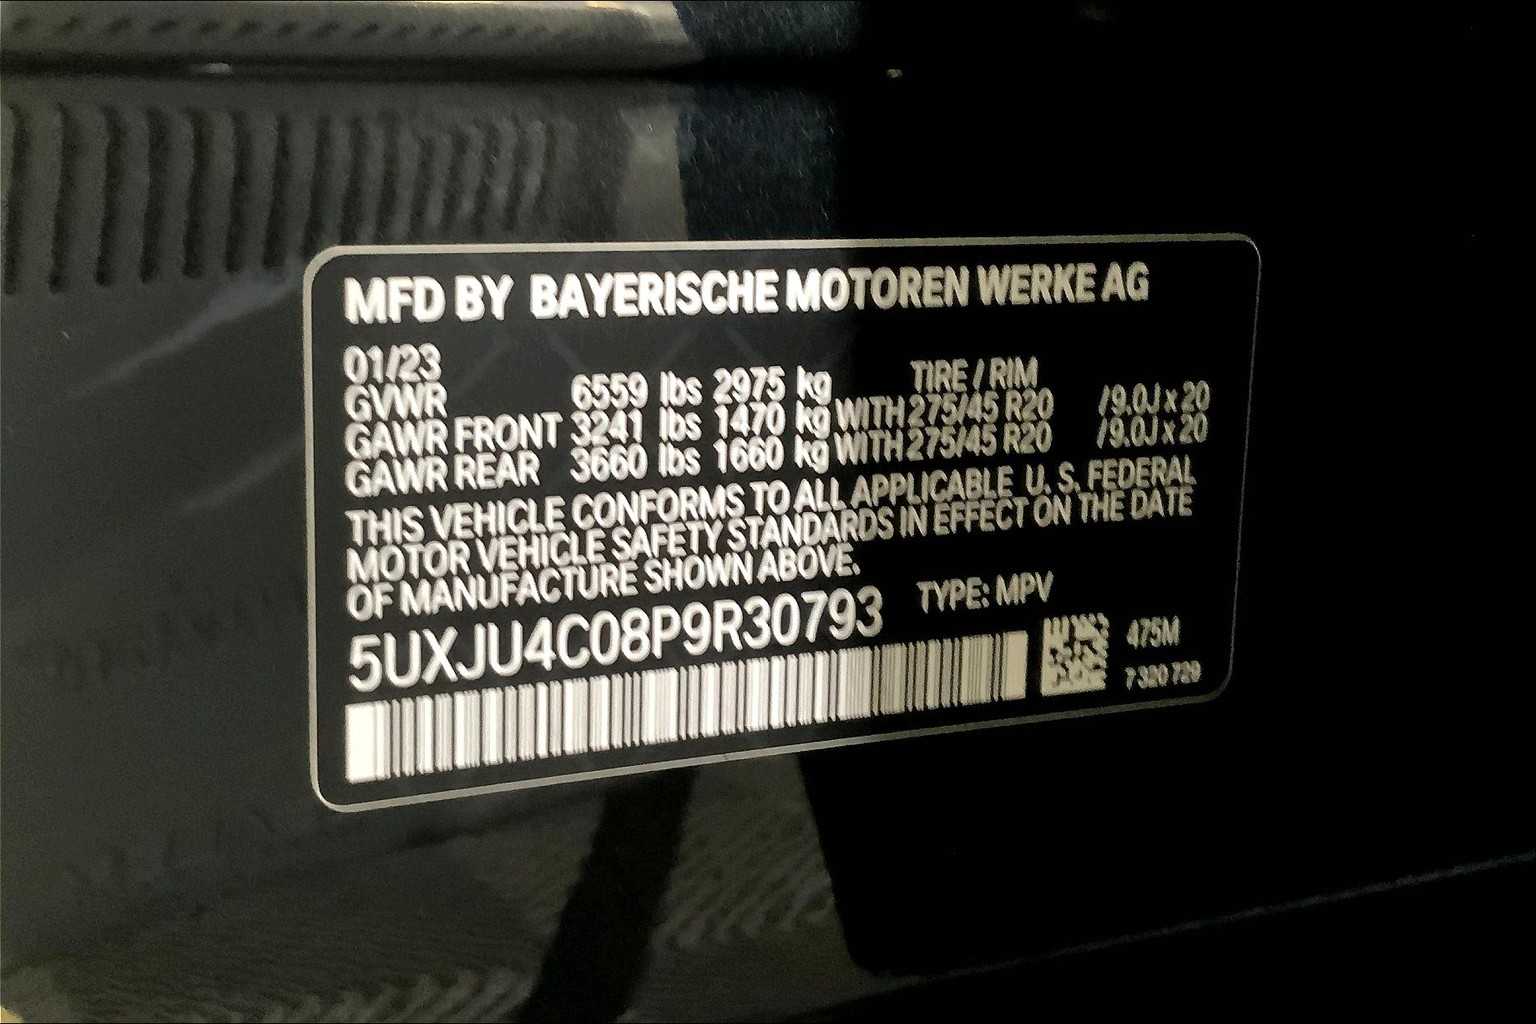 MFD BY BAYERISCHE MOTOREN WERKE AG
01/23 TIRE / RIM
GVWR 6559 lbs 2975 kg
GAWR FRONT 3241 lbs 1470 kg WITH 275/45 R20 /9.0J x 20
GAWR REAR 3660 lbs 1660 kg WITH 275/45 R20 /9.0J x 20
THIS VEHICLE CONFORMS TO ALL APPLICABLE U. S. FEDERAL
MOTOR VEHICLE SAFETY STANDARDS IN EFFECT ON THE DATE
OF MANUFACTURE SHOWN ABOVE.
5UXJU4C08P9R30793 TYPE: MPV
475M
7 320 729